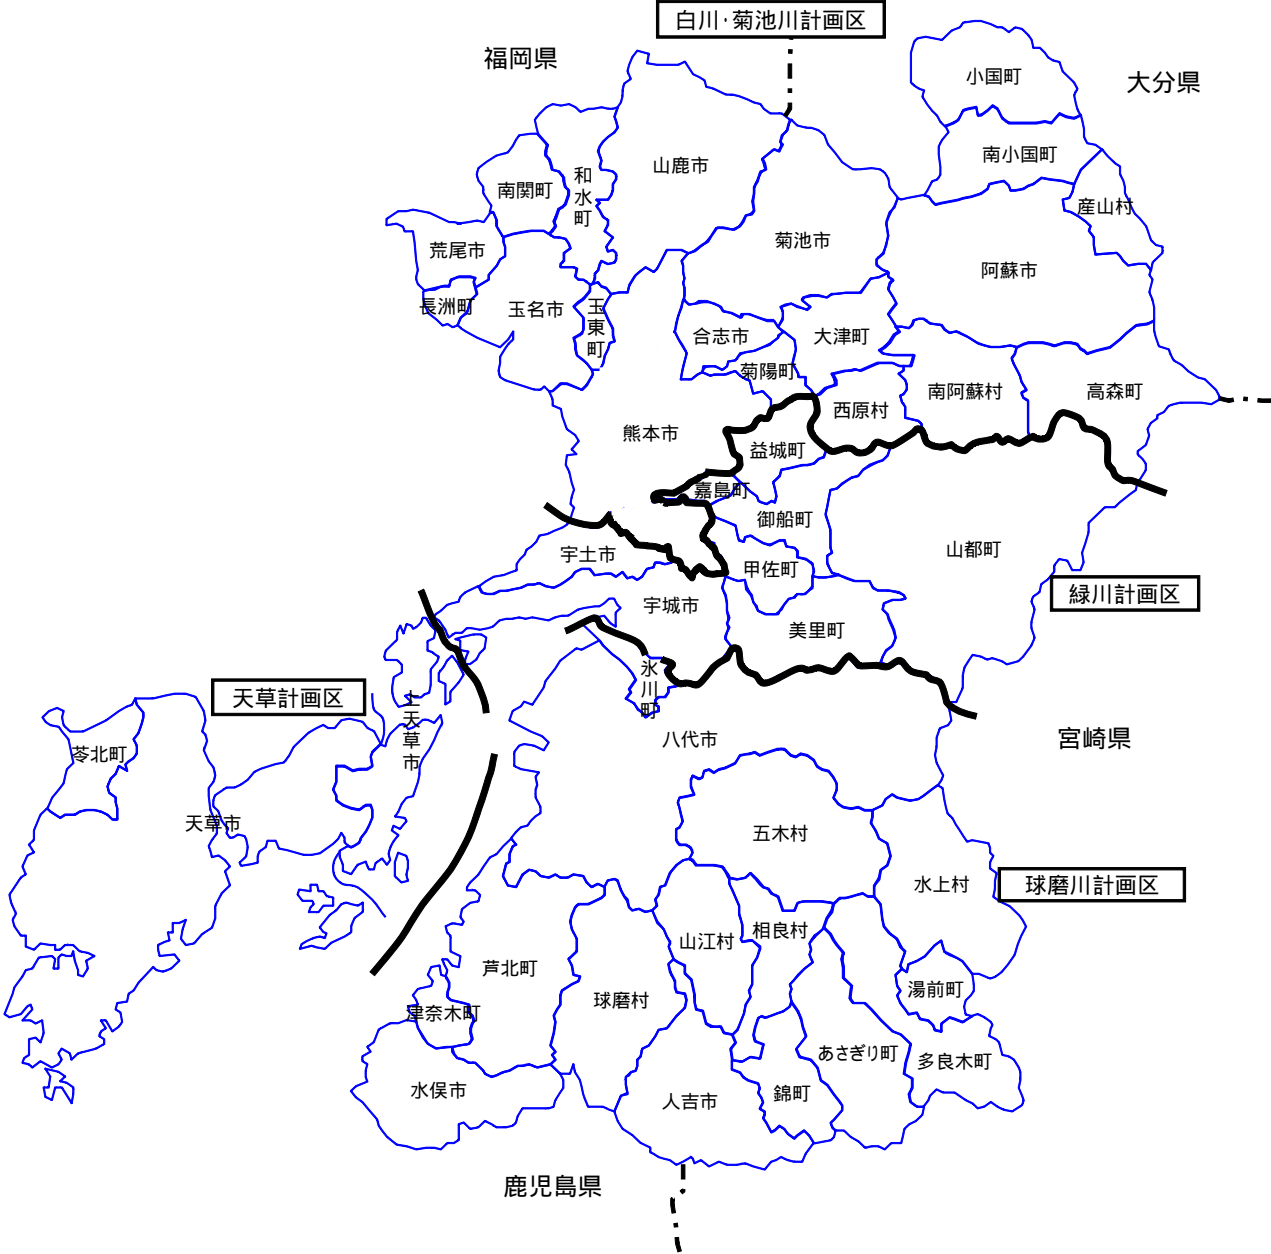 白川･菊池川計画区
福岡県
大分県
小国町
南小国町
山鹿市
和水町
南関町
産山村
菊池市
荒尾市
阿蘇市
長洲町
玉名市
玉東町
合志市
大津町
菊陽町
南阿蘇村
高森町
西原村
熊本市
益城町
嘉島町
御船町
山都町
宇土市
甲佐町
緑川計画区
宇城市
美里町
氷川町
天草計画区
上天草市
八代市
宮崎県
苓北町
天草市
五木村
水上村
球磨川計画区
山江村
相良村
芦北町
湯前町
球磨村
津奈木町
あさぎり町
多良木町
水俣市
人吉市
錦町
鹿児島県